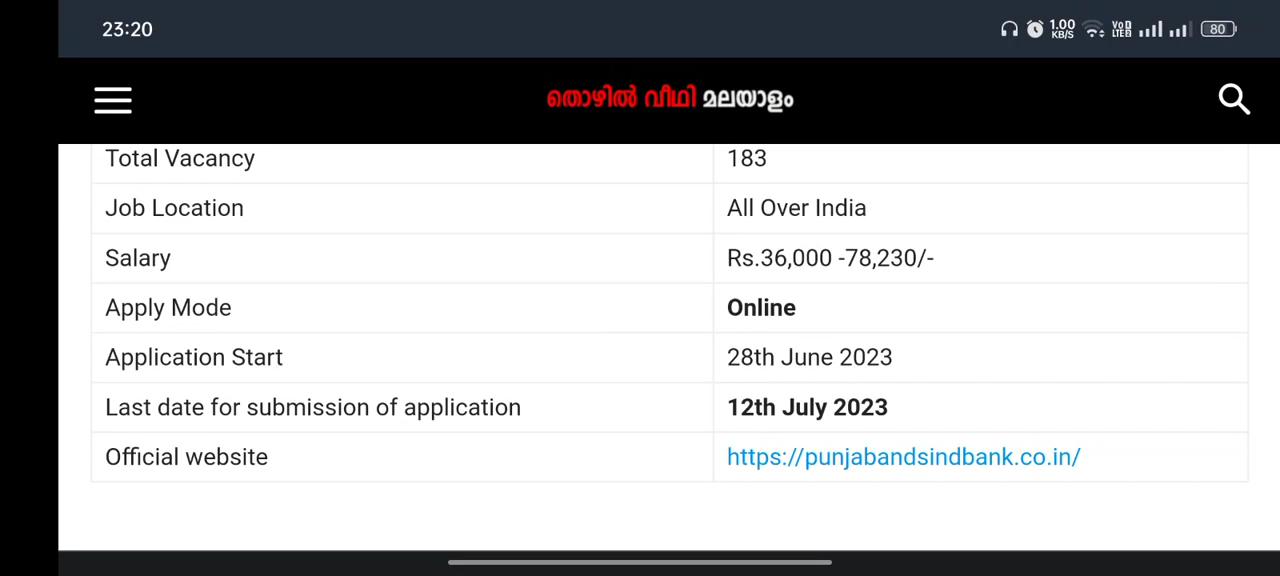 23:20
1.00 KB/S
VoD LTE
80
തൊഴിൽ വീഥി മലയാളം
Total Vacancy 183
Job Location All Over India
Salary Rs.36,000 -78,230/-
Apply Mode Online
Application Start 28th June 2023
Last date for submission of application 12th July 2023
Official website https://punjabandsindbank.co.in/